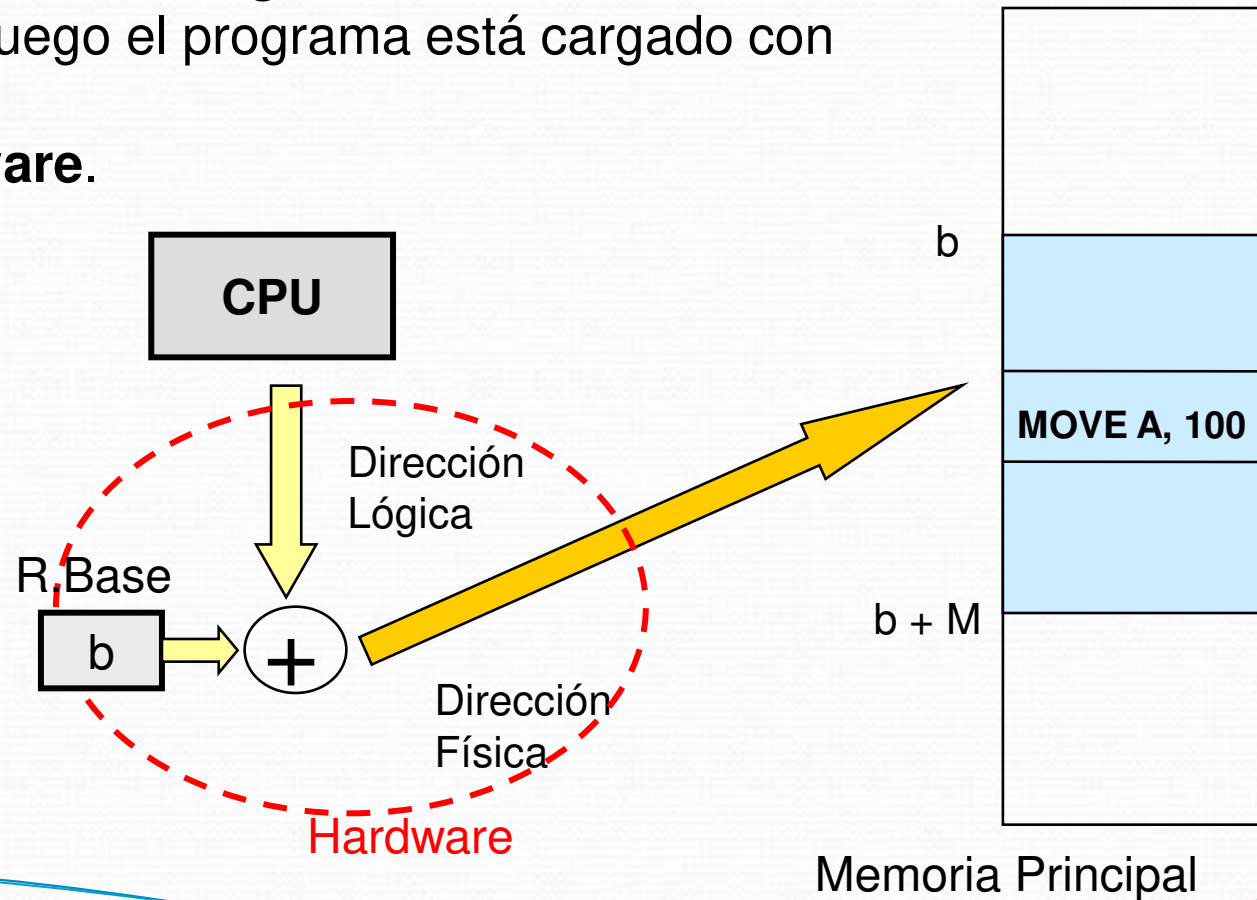 uego el programa está cargado con
are.
b
CPU
MOVE A, 100
Dirección
Lógica
R.Base
b
+
b + M
Dirección
Física
Hardware
Memoria Principal